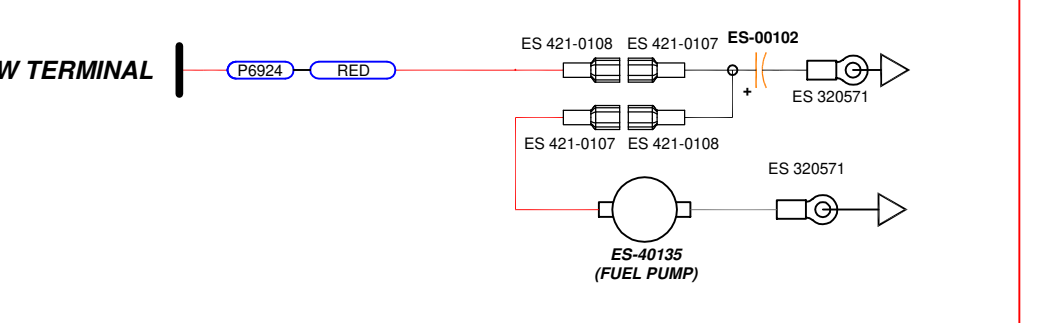 W TERMINAL
P6924
RED
ES 421-0108
ES 421-0107
ES-00102
+
ES 320571
ES 421-0107
ES 421-0108
ES 320571
ES-40135
(FUEL PUMP)